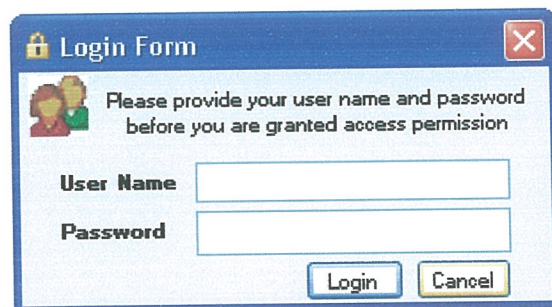 Login Form
Please provide your user name and password
before you are granted access permission
User Name
Password
Login Cancel